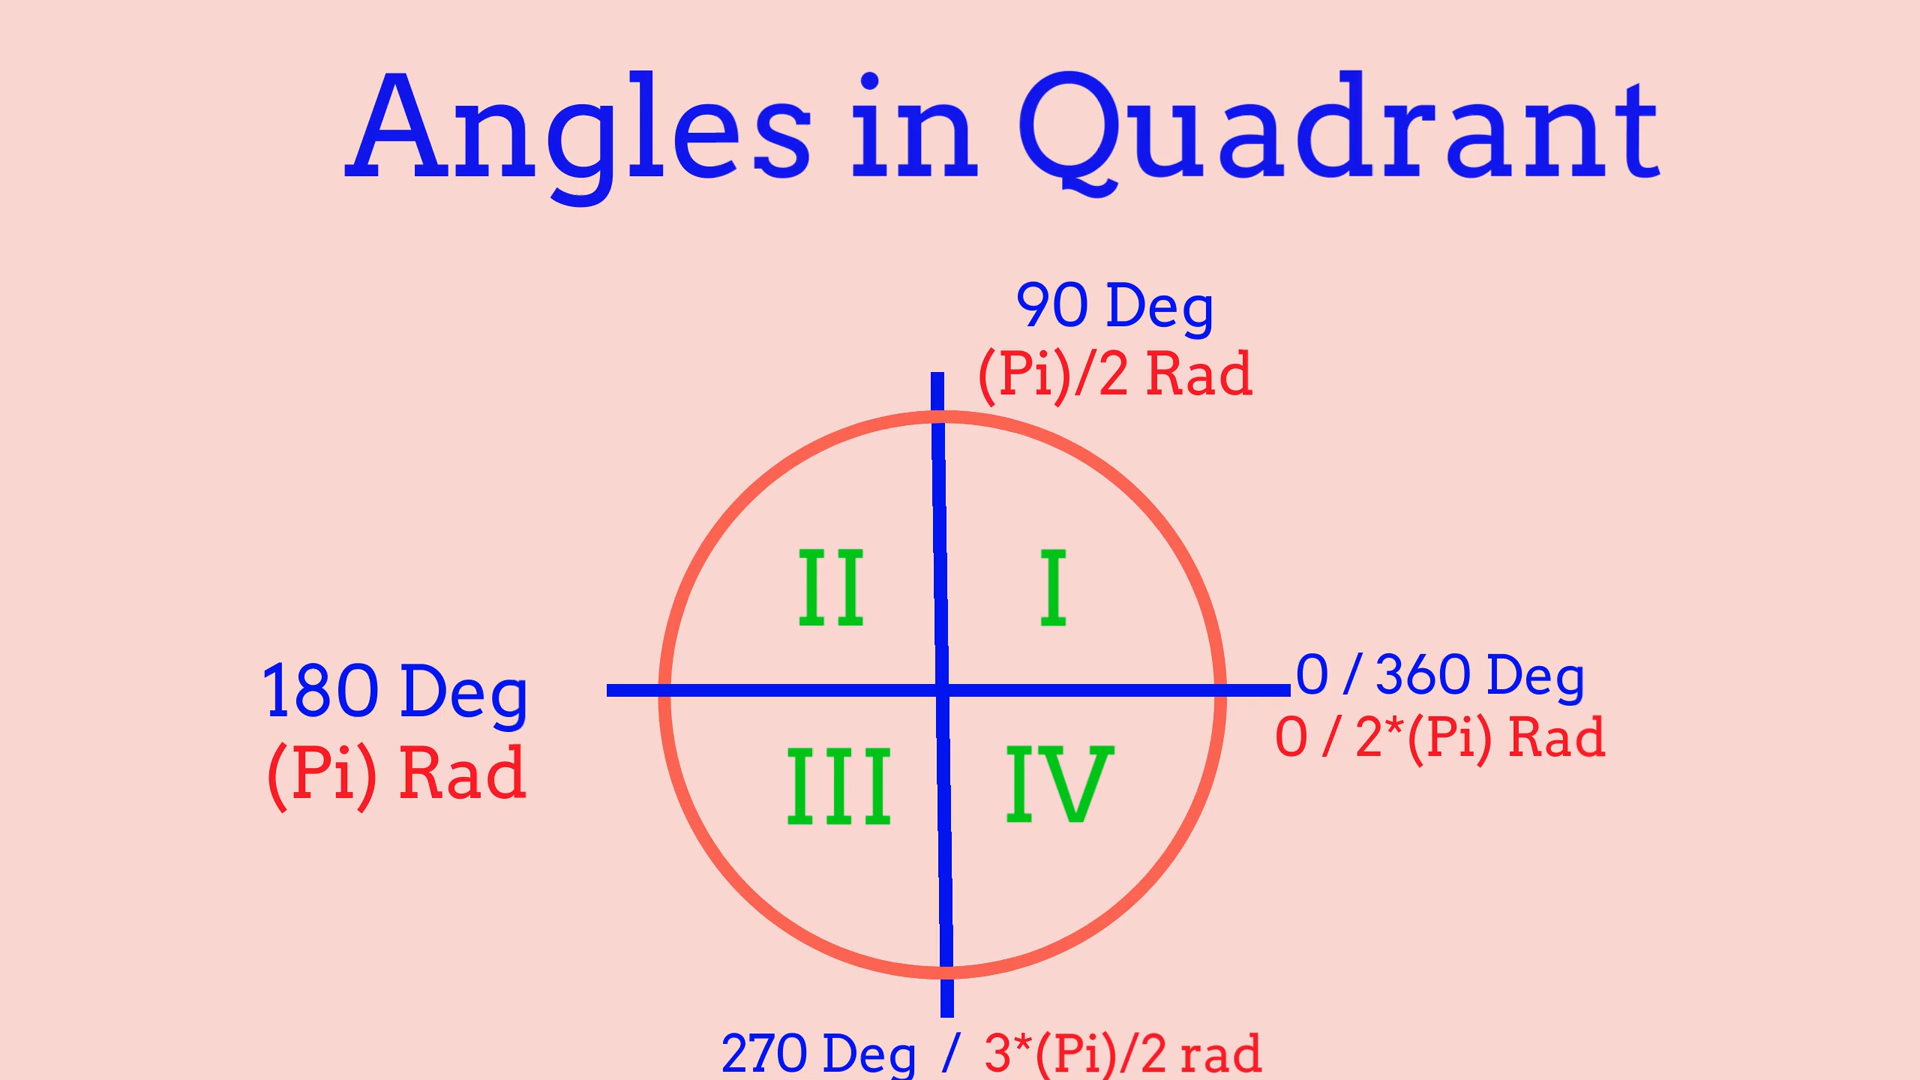 Angles in Quadrant
90 Deg
(Pi)/2 Rad
II I
180 Deg
(Pi) Rad
0 / 360 Deg
0 / 2*(Pi) Rad
III IV
270 Deg / 3*(Pi)/2 rad